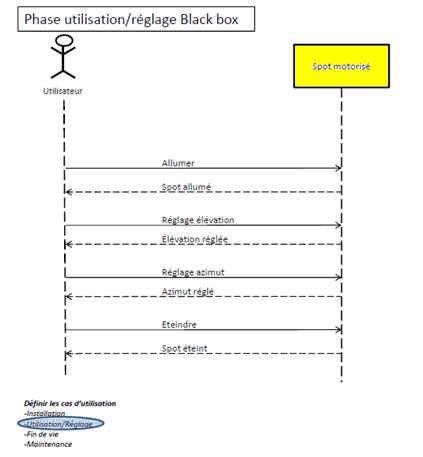 Phase utilisation/réglage Black box
Utilisateur
Spot motorisé
Allumer
Spot allumé
Réglage élévation
Élévation réglée
Réglage azimut
Azimut réglé
Eteindre
Spot éteint
Définir les cas d'utilisation
-Installation
-Utilisation/Réglage
-Fin de vie
-Maintenance